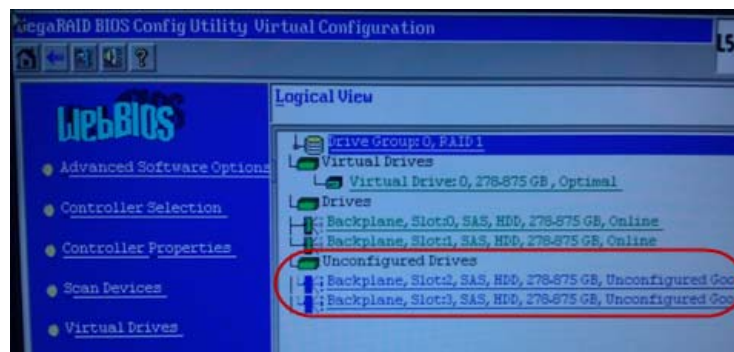 MegaRAID BIOS Config Utility Virtual Configuration
LS
?
WebBIOS
Advanced Software Options
Controller Selection
Controller Properties
Scan Devices
Virtual Drives
Logical View
Drive Group: 0, RAID 1
Virtual Drives
Virtual Drive: 0, 278.875 GB, Optimal
Drives
Backplane, Slot:0, SAS, HDD, 278.875 GB, Online
Backplane, Slot:1, SAS, HDD, 278.875 GB, Online
Unconfigured Drives
Backplane, Slot:2, SAS, HDD, 278.875 GB, Unconfigured Goo
Backplane, Slot:3, SAS, HDD, 278.875 GB, Unconfigured Goo